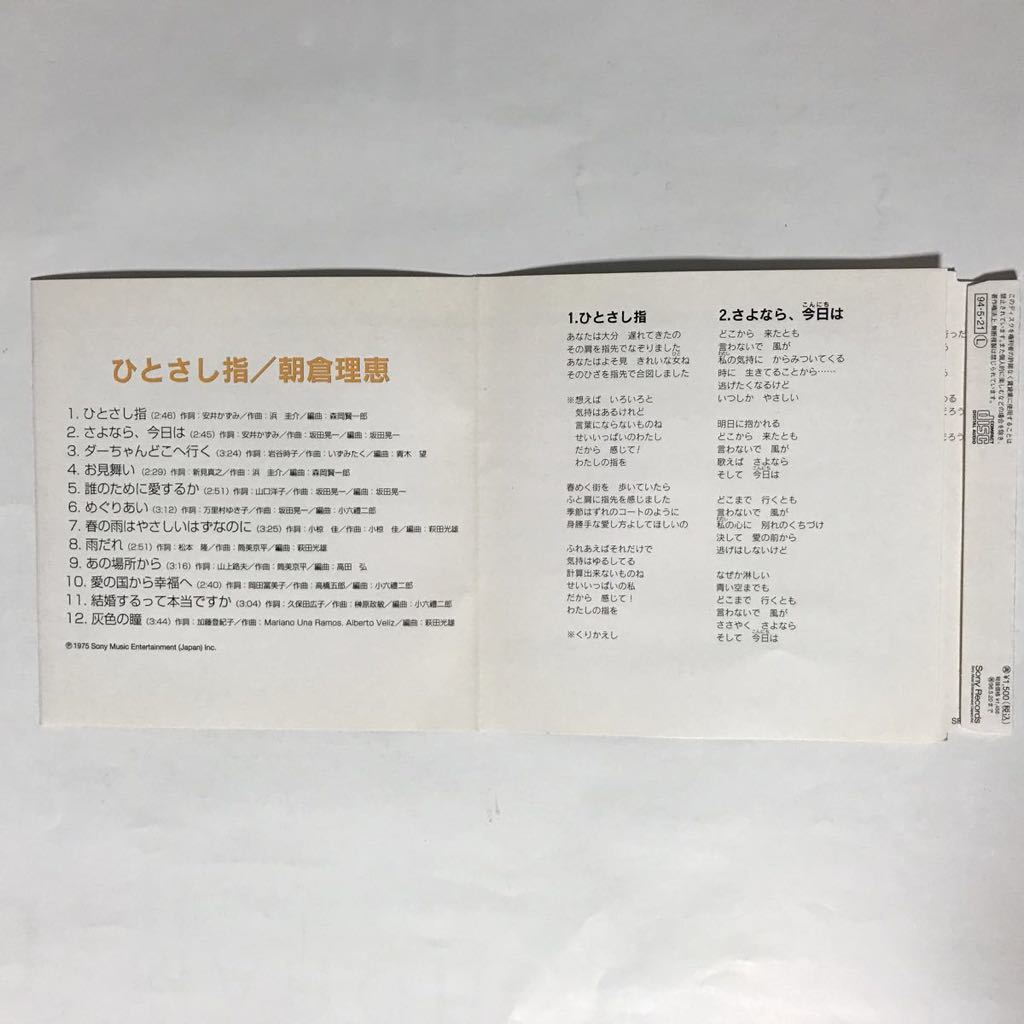 ひとさし指／朝倉理恵
1. ひとさし指 (2:46) 作詞：安井かずみ／作曲：浜　圭介／編曲：森岡賢一郎
2. さよなら、今日は (2:45) 作詞：安井かずみ／作曲：坂田晃一／編曲：坂田晃一
3. ダーちゃんどこへ行く (3:24) 作詞：岩谷時子／作曲：いずみたく／編曲：青木　望
4. お見舞い (2:29) 作詞：新見真之／作曲：浜　圭介／編曲：森岡賢一郎
5. 誰のために愛するか (2:51) 作詞：山口洋子／作曲：坂田晃一／編曲：坂田晃一
6. めぐりあい (3:12) 作詞：万里村ゆき子／作曲：坂田晃一／編曲：小六禮二郎
7. 春の雨はやさしいはずなのに (3:25) 作詞：小椋　佳／作曲：小椋　佳／編曲：萩田光雄
8. 雨だれ (2:51) 作詞：松本　隆／作曲：筒美京平／編曲：萩田光雄
9. あの場所から (3:16) 作詞：山上路夫／作曲：筒美京平／編曲：高田　弘
10. 愛の国から幸福へ (2:40) 作詞：岡田冨美子／作曲：高橋五郎／編曲：小六禮二郎
11. 結婚するって本当ですか (3:04) 作詞：久保田広子／作曲：榊原政敏／編曲：小六禮二郎
12. 灰色の瞳 (3:44) 作詞：加藤登紀子／作曲：Mariano Una Ramos. Alberto Veliz／編曲：萩田光雄
Ⓟ1975 Sony Music Entertainment (Japan) Inc.
1.ひとさし指
あなたは大分　遅れてきたの
その肩を指先でなぞりました
あなたはよそ見　きれいな女ね
そのひざを指先で合図しました
※想えば　いろいろと
気持はあるけれど
言葉にならないものね
せいいっぱいのわたし
だから　感じて！
わたしの指を
春めく街を　歩いていたら
ふと肩に指先を感じました
季節はずれのコートのように
身勝手な愛し方よしてほしいの
ふれあえばそれだけで
気持はゆるしてる
計算出来ないものね
せいいっぱいの私
だから　感じて！
わたしの指を
※くりかえし
2.さよなら、今日は
こんにち
どこから　来たとも
言わないで　風が
私の気持に　からみついてくる
時に　生きてることから……
逃げたくなるけど
いつしか　やさしい
明日に抱かれる
どこから　来たとも
言わないで　風が
歌えば　さよなら
そして　今日は
どこまで　行くとも
言わないで　風が
私の心に　別れのくちづけ
決して　愛の前から
逃げはしないけど
なぜか淋しい
青い空までも
どこまで　行くとも
言わないで　風が
ささやく　さよなら
そして　今日は
94・5・21 Ⓛ
COMPACT
disc
DIGITAL AUDIO
¥1,500(税込)
Sony Records